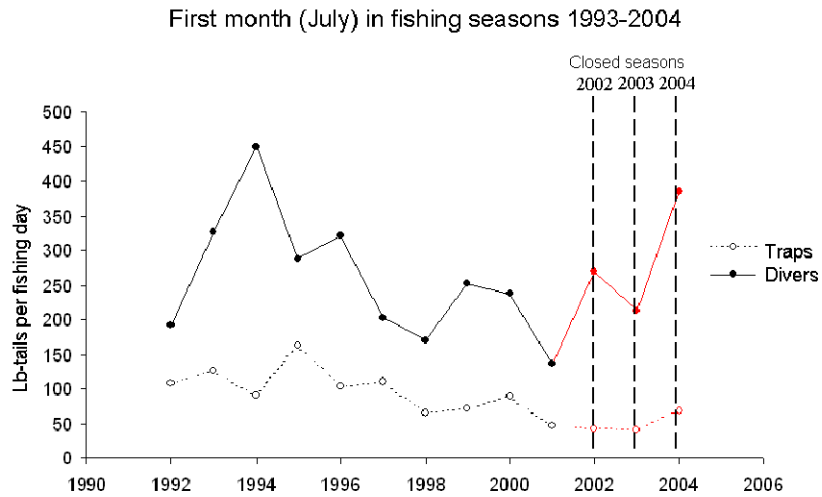 First month (July) in fishing seasons 1993-2004
Closed seasons
2002 2003 2004
500
450
400
350
300
250
200
150
100
50
0
Lb-tails per fishing day
1990 1992 1994 1996 1998 2000 2002 2004 2006
Traps
Divers